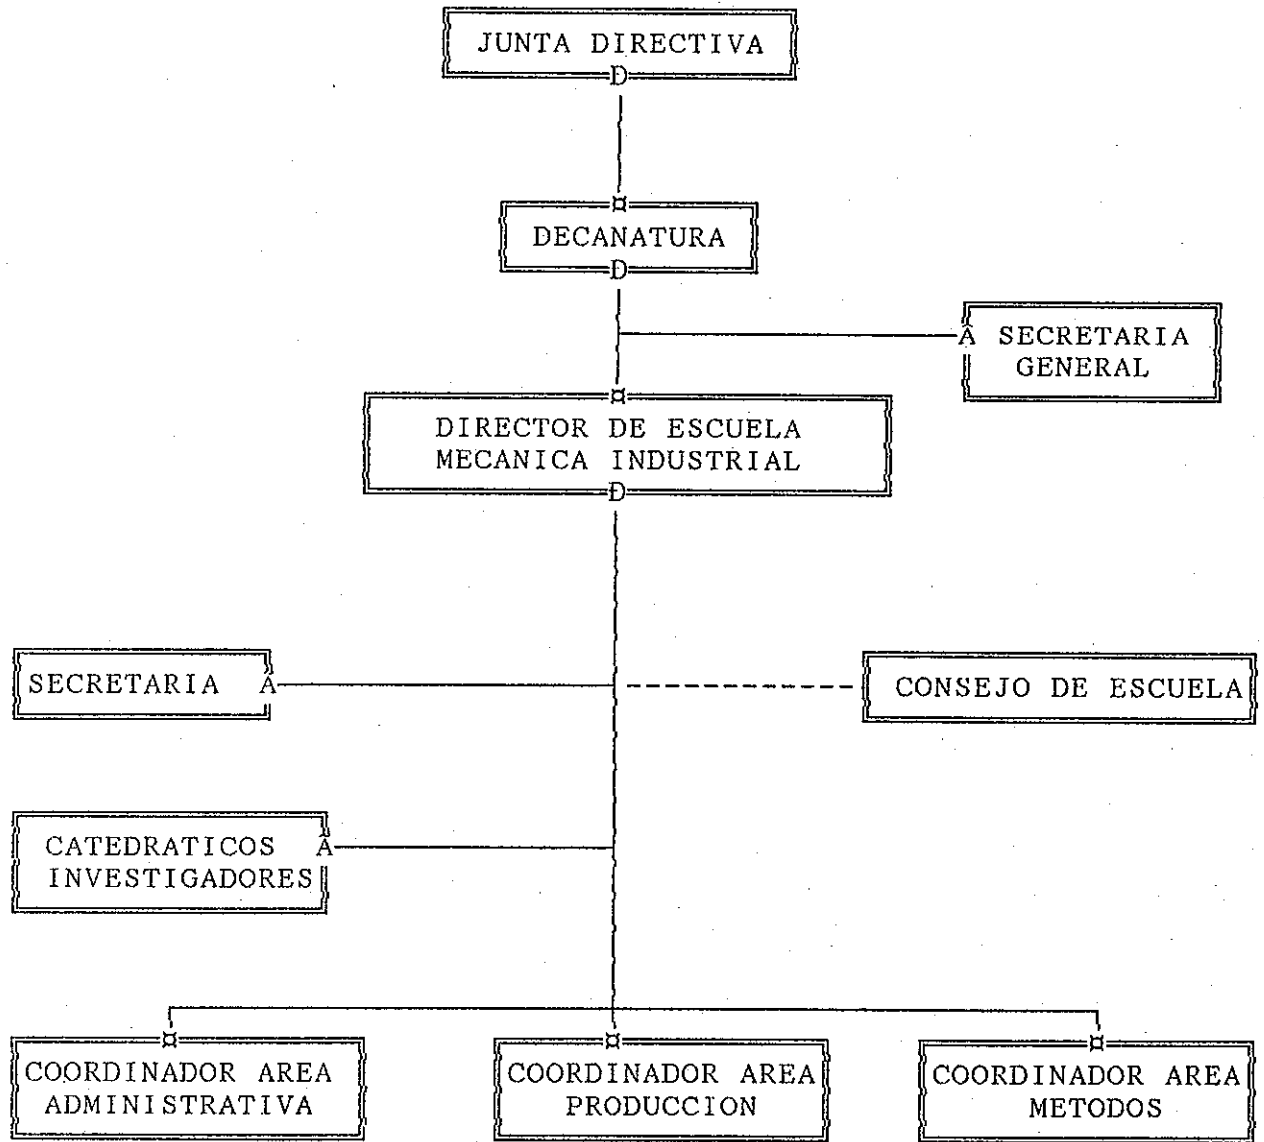 JUNTA DIRECTIVA
D
¤
DECANATURA
D
Â SECRETARIA
GENERAL
¤
DIRECTOR DE ESCUELA
MECANICA INDUSTRIAL
D
SECRETARIA Â
CONSEJO DE ESCUELA
CATEDRATICOS Â
INVESTIGADORES
¤
COORDINADOR AREA
ADMINISTRATIVA
¤
COORDINADOR AREA
PRODUCCION
¤
COORDINADOR AREA
METODOS